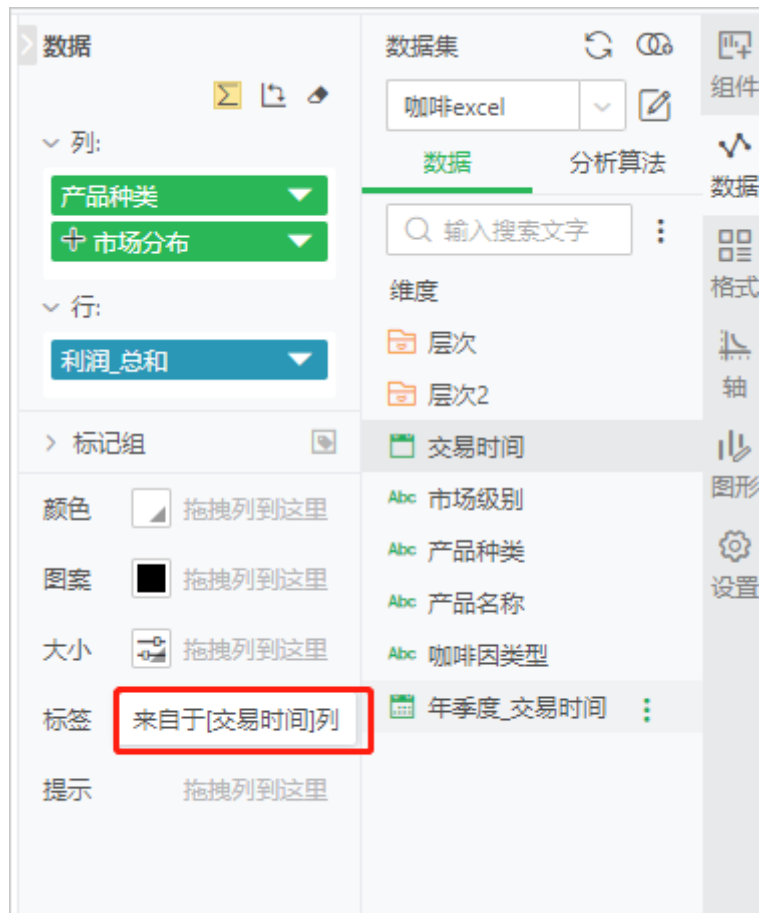 数据
列:
产品种类
市场分布
行:
利润_总和
标记组
颜色 拖拽列到这里
图案 拖拽列到这里
大小 拖拽列到这里
标签 来自于[交易时间]列
提示 拖拽列到这里
数据集
咖啡excel
数据 分析算法
输入搜索文字
维度
层次
层次2
交易时间
Abc 市场级别
Abc 产品种类
Abc 产品名称
Abc 咖啡因类型
年季度_交易时间
组件
数据
格式
轴
图形
设置